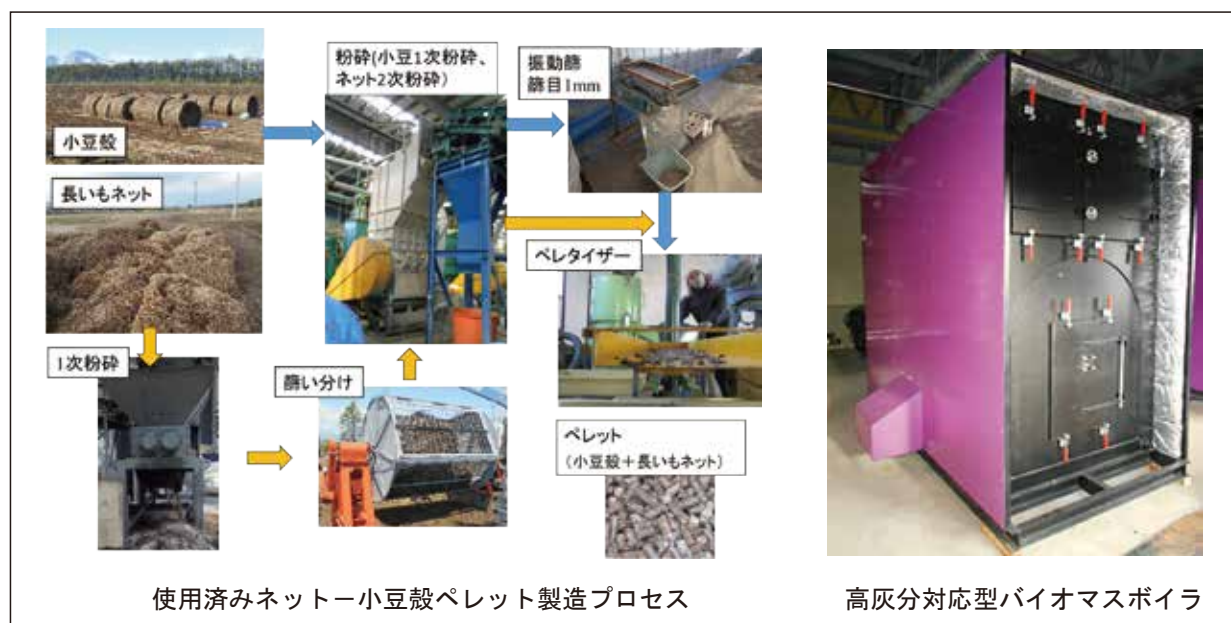 小豆殻
長いもネット
1次粉砕
篩い分け
粉砕(小豆1次粉砕、
ネット2次粉砕)
振動篩
篩目1mm
ペレタイザー
ペレット
(小豆殻+長いもネット)
使用済みネット−小豆殻ペレット製造プロセス
高灰分対応型バイオマスボイラ